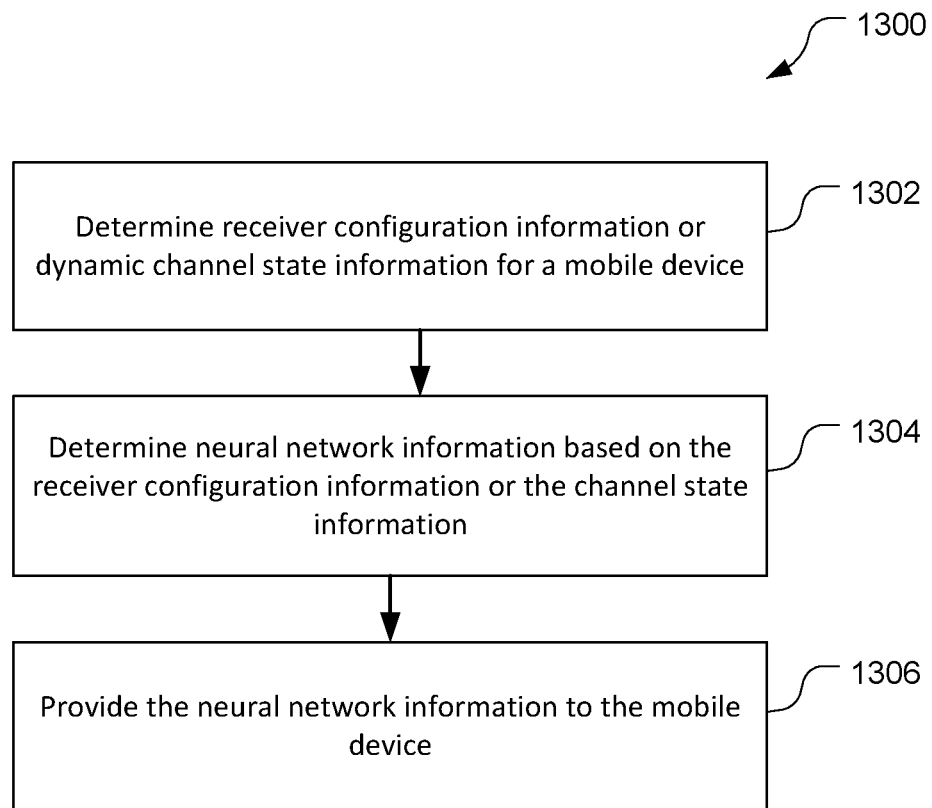 1300
1302
Determine receiver configuration information or
dynamic channel state information for a mobile device
1304
Determine neural network information based on the
receiver configuration information or the channel state
information
1306
Provide the neural network information to the mobile
device